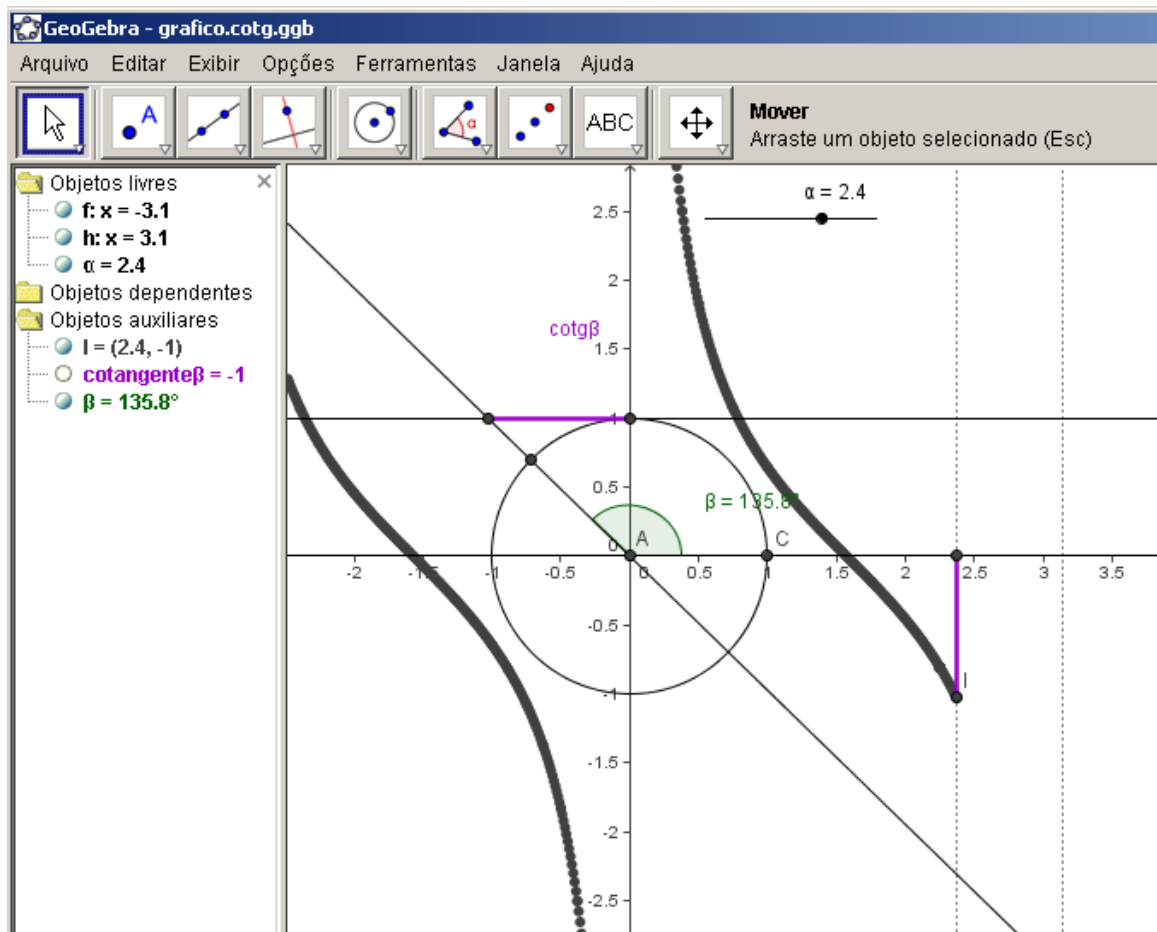 GeoGebra - grafico.cotg.ggb
Arquivo Editar Exibir Opções Ferramentas Janela Ajuda
A
α
ABC
Mover
Arraste um objeto selecionado (Esc)
Objetos livres
f: x = -3.1
h: x = 3.1
α = 2.4
Objetos dependentes
Objetos auxiliares
I = (2.4, -1)
cotangenteβ = -1
β = 135.8°
α = 2.4
2.5
2
cotgβ
1.5
1
0.5
β = 135.8°
0
A
C
-2 -1.5 -1 -0.5 0 0.5 1 1.5 2 2.5 3 3.5
-0.5
I
-1
-1.5
-2
-2.5